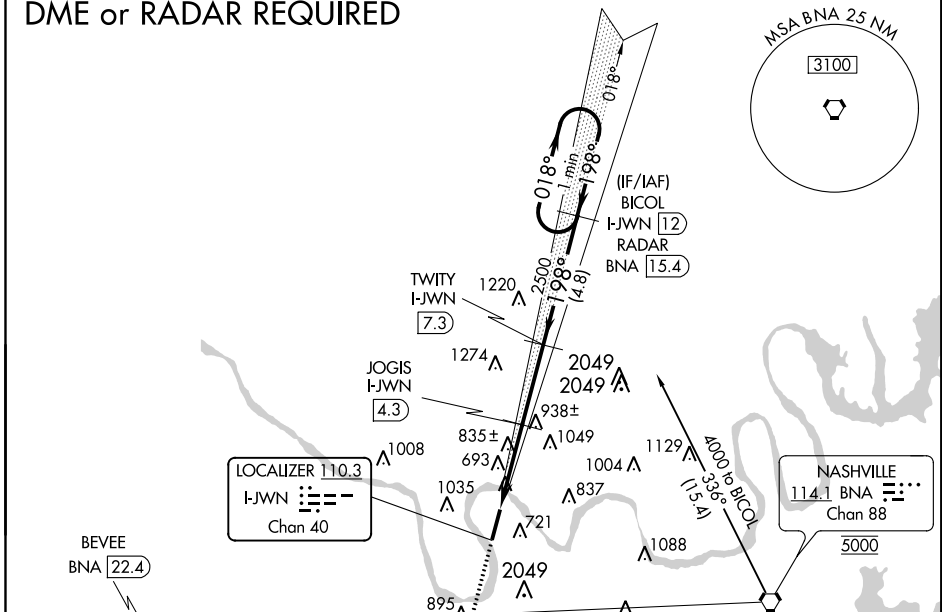 DME or RADAR REQUIRED
MSA BNA 25 NM
3100
018°
018°
1 min
198°
(IF/IAF)
BICOL
I-JWN 12
RADAR
BNA 15.4
2500
198°
(4.8)
TWITY
I-JWN
7.3
1220
1274
JOGIS
I-JWN
4.3
2049
2049
938±
835±
1049
1008
693
1004
1129
4000 to BICOL
336°
(15.4)
LOCALIZER 110.3
I-JWN
Chan 40
1035
837
721
NASHVILLE
114.1 BNA
Chan 88
5000
1088
BEVEE
BNA 22.4
2049
895